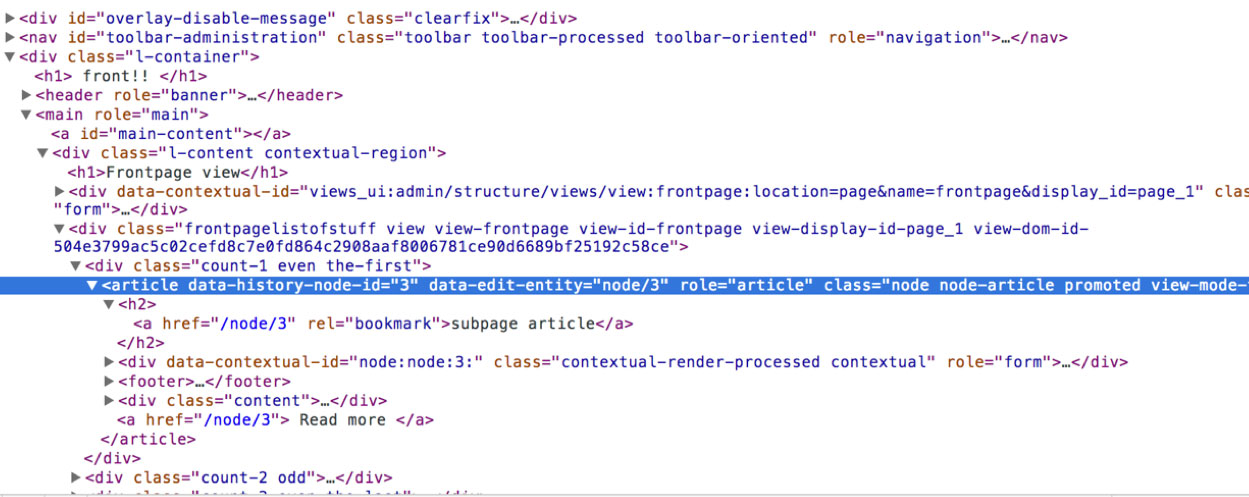 ▶<div id="overlay-disable-message" class="clearfix">…</div>
▶<nav id="toolbar-administration" class="toolbar toolbar-processed toolbar-oriented" role="navigation">…</nav>
▼<div class="l-container">
<h1> front!! </h1>
▶<header role="banner">…</header>
▼<main role="main">
<a id="main-content"></a>
▼<div class="l-content contextual-region">
<h1>Frontpage view</h1>
▶<div data-contextual-id="views_ui:admin/structure/views/view:frontpage:location=page&name=frontpage&display_id=page_1" clas
"form">…</div>
▼<div class="frontpagelistofstuff view view-frontpage view-id-frontpage view-display-id-page_1 view-dom-id-
504e3799ac5c02cefd8c7e0fd864c2908aaf8006781ce90d6689bf25192c58ce">
▼<div class="count-1 even the-first">
▼<article data-history-node-id="3" data-edit-entity="node/3" role="article" class="node node-article promoted view-mode-
▼<h2>
<a href="/node/3" rel="bookmark">subpage article</a>
</h2>
▶<div data-contextual-id="node:node:3:" class="contextual-render-processed contextual" role="form">…</div>
▶<footer>…</footer>
▶<div class="content">…</div>
<a href="/node/3"> Read more </a>
</article>
</div>
▶<div class="count-2 odd">…</div>
▶<div class="count-3 even the-last">…</div>